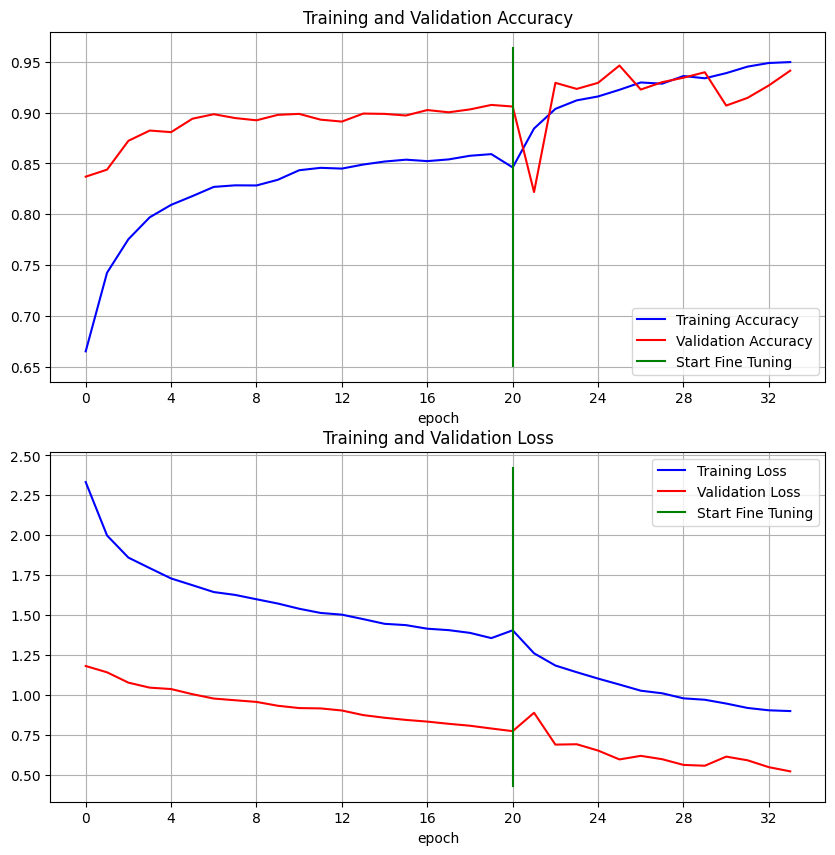 Training and Validation Accuracy
0.95
0.90
0.85
0.80
0.75
0.70
0.65
Training Accuracy
Validation Accuracy
Start Fine Tuning
0 4 8 12 16 20 24 28 32
epoch
Training and Validation Loss
2.50
2.25
2.00
1.75
1.50
1.25
1.00
0.75
0.50
Training Loss
Validation Loss
Start Fine Tuning
0 4 8 12 16 20 24 28 32
epoch